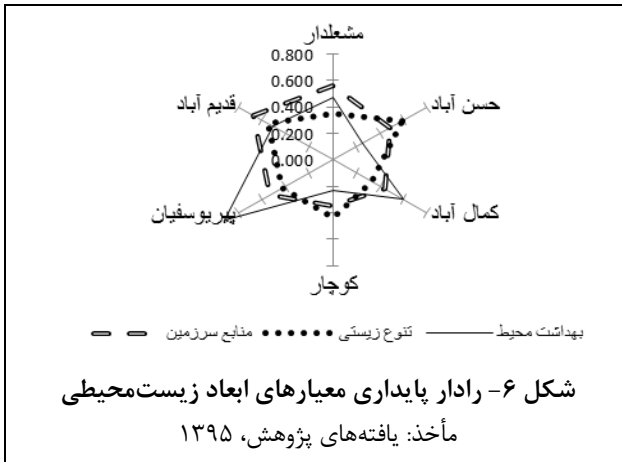 مشعلدار
0.800
0.600
0.400
0.200
0.000
حسن آباد
کمال آباد
کوچار
پیریوسفیان
قدیم آباد
منابع سرزمین
تنوع زیستی
بهداشت محیط
شکل ۶- رادار پایداری معیارهای ابعاد زیست‌محیطی
مأخذ: یافته‌های پژوهش، ۱۳۹۵